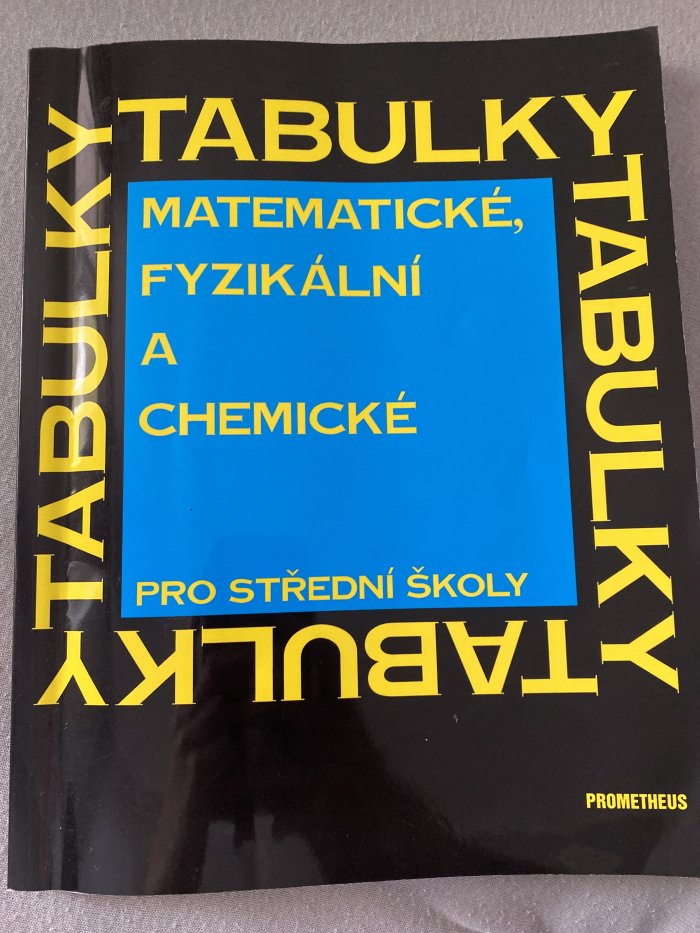 TABULKY
MATEMATICKÉ,
FYZIKÁLNÍ
A
CHEMICKÉ
PRO STŘEDNÍ ŠKOLY
TABULKY
TABULKY
TABULKY
PROMETHEUS